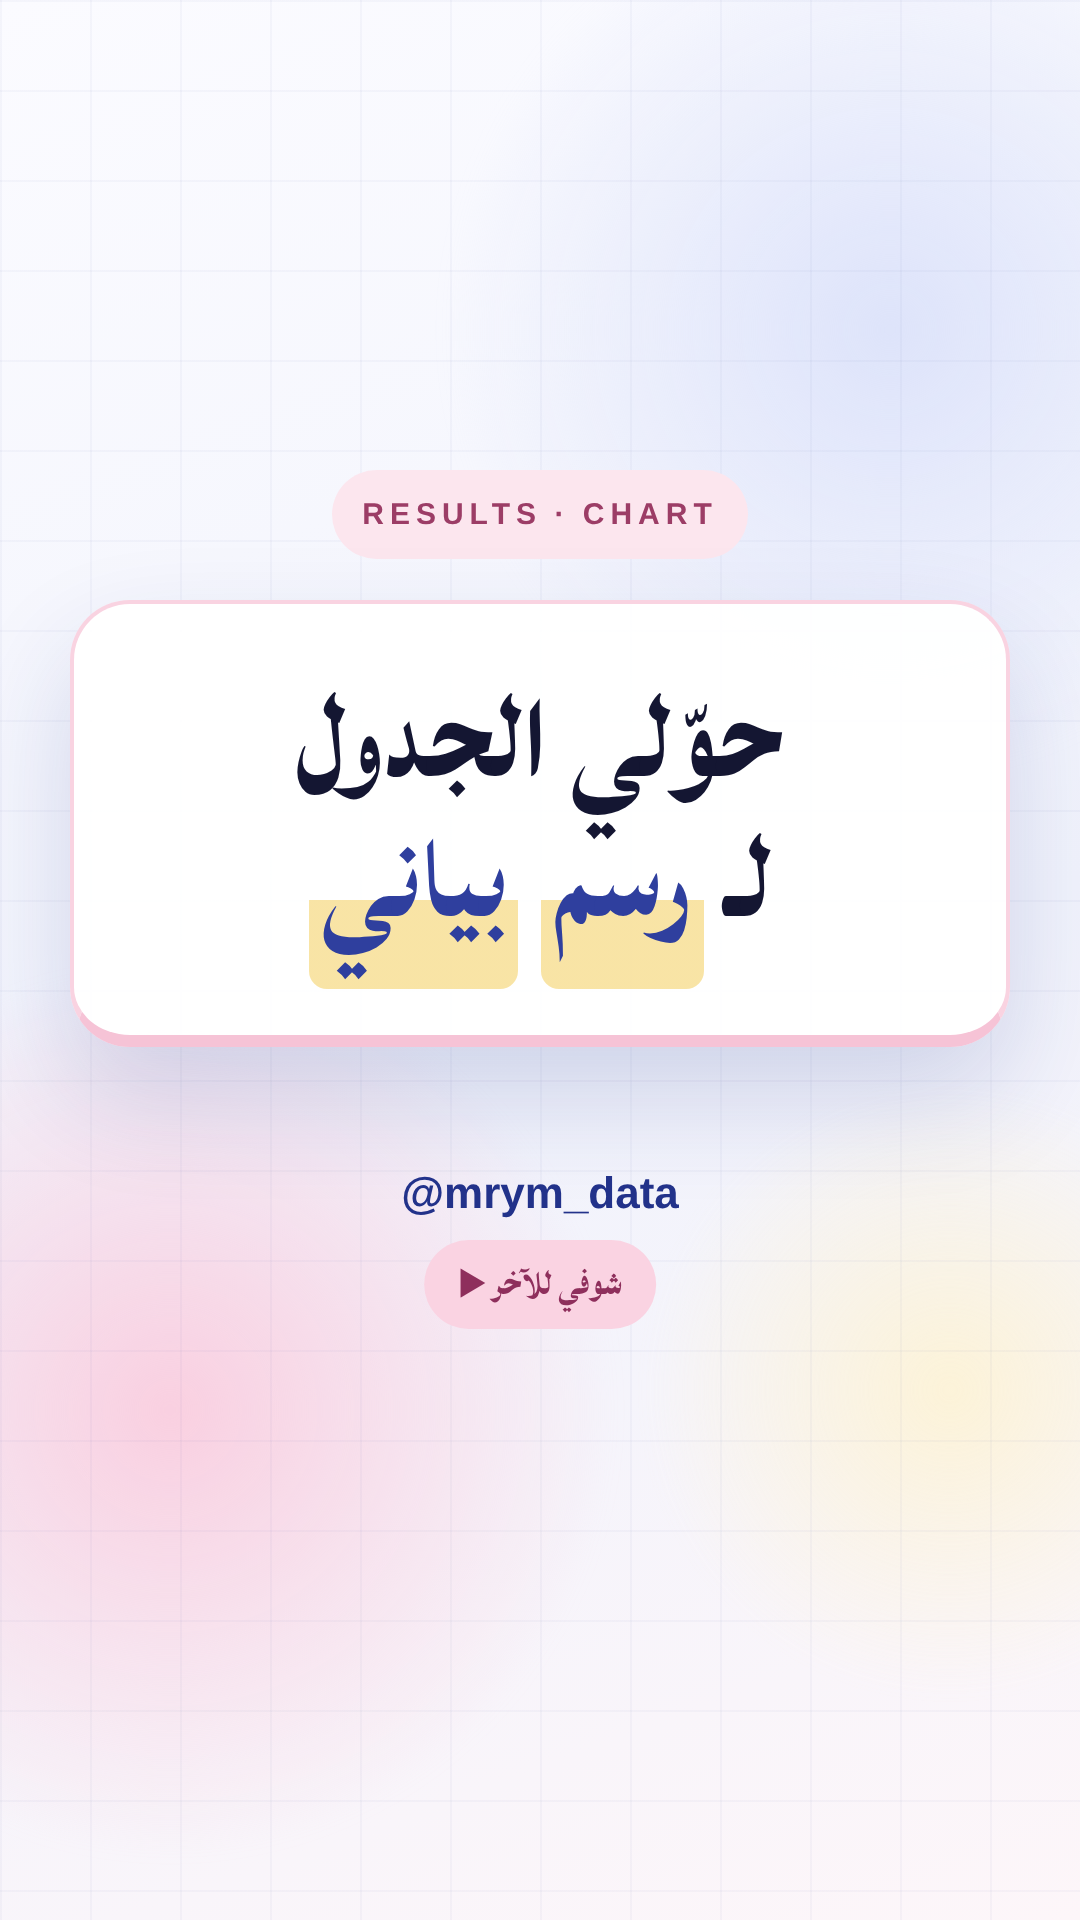 RESULTS · CHART
حوّلي الجدول
لـ رسم بياني
@mrym_data
شوفي للآخر ▶